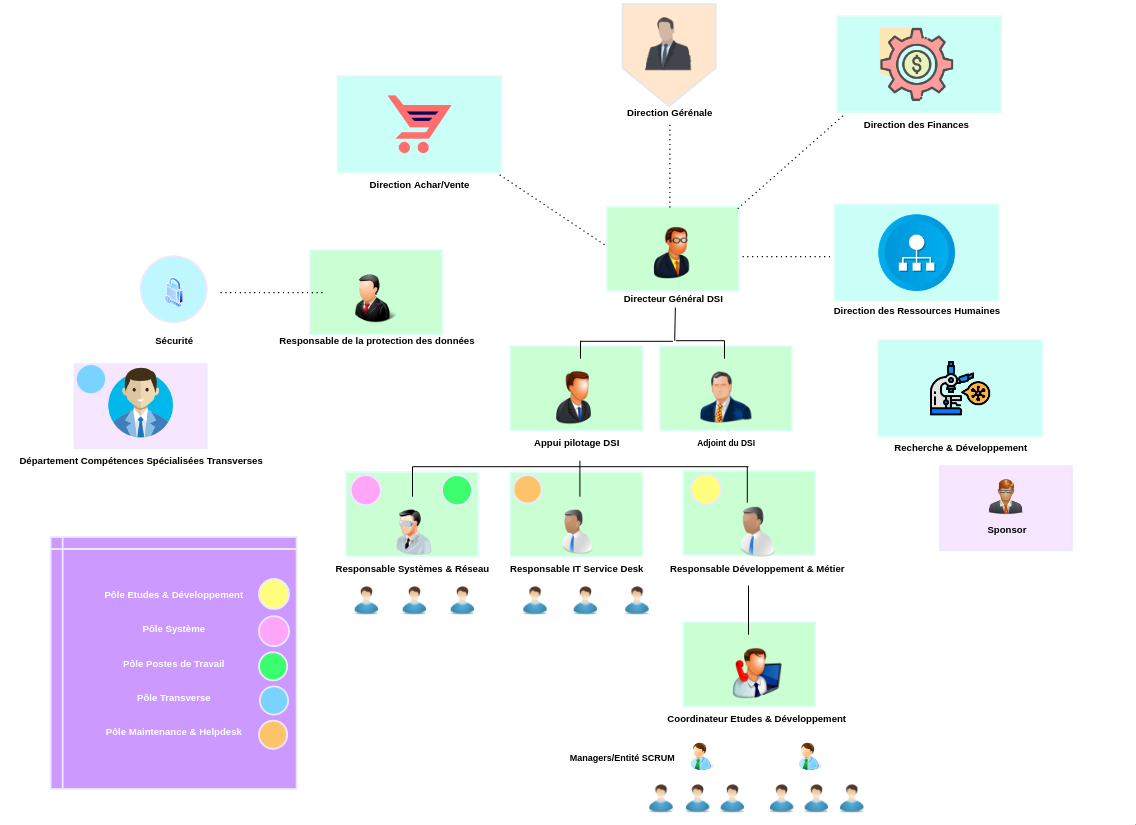 Direction Gérénale
Direction des Finances
Direction Achar/Vente
Directeur Général DSI
Direction des Ressources Humaines
Sécurité
Responsable de la protection des données
Appui pilotage DSI
Adjoint du DSI
Recherche & Développement
Département Compétences Spécialisées Transverses
Sponsor
Responsable Systèmes & Réseau
Responsable IT Service Desk
Responsable Développement & Métier
Pôle Etudes & Développement
Pôle Système
Pôle Postes de Travail
Pôle Transverse
Pôle Maintenance & Helpdesk
Coordinateur Etudes & Développement
Managers/Entité SCRUM